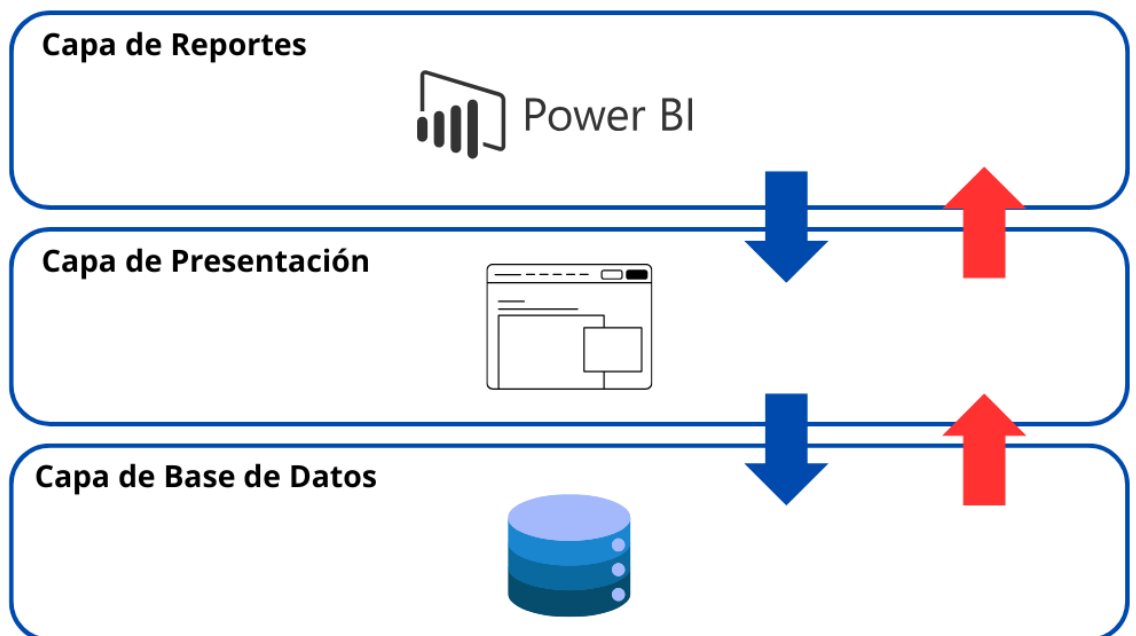 Capa de Reportes
Power BI
Capa de Presentación
Capa de Base de Datos